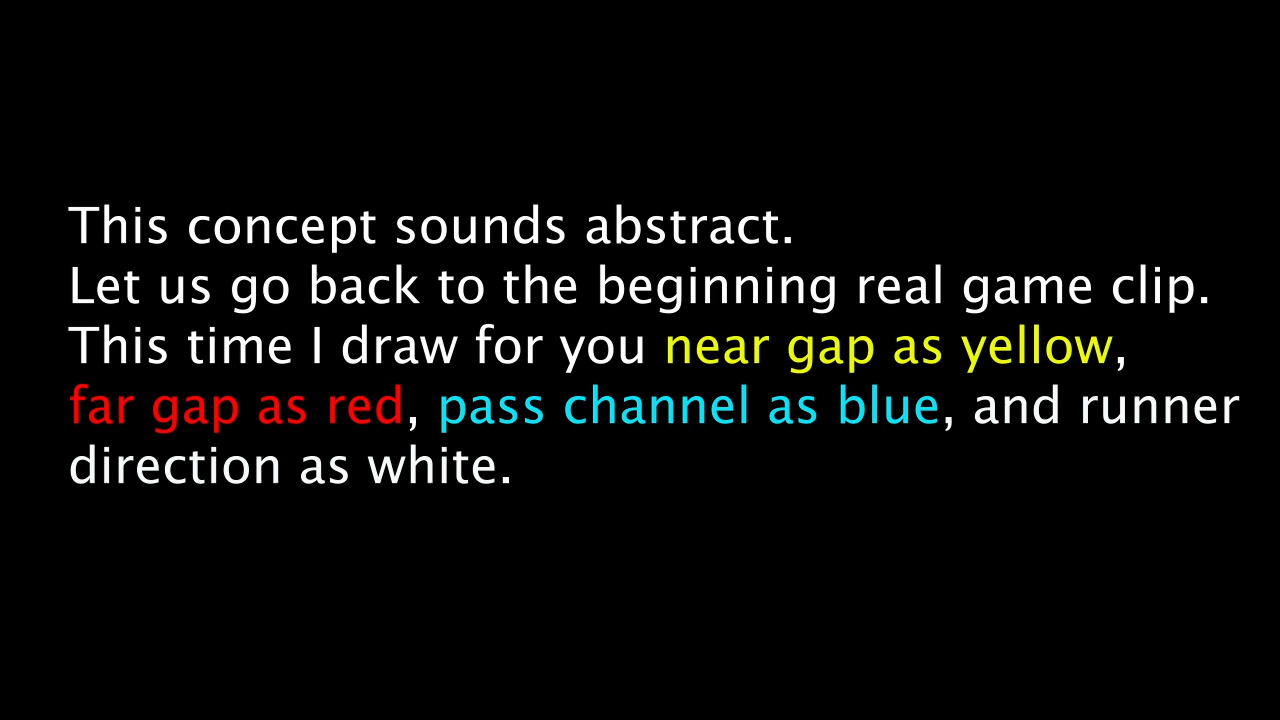 This concept sounds abstract.
Let us go back to the beginning real game clip.
This time I draw for you near gap as yellow,
far gap as red, pass channel as blue, and runner
direction as white.